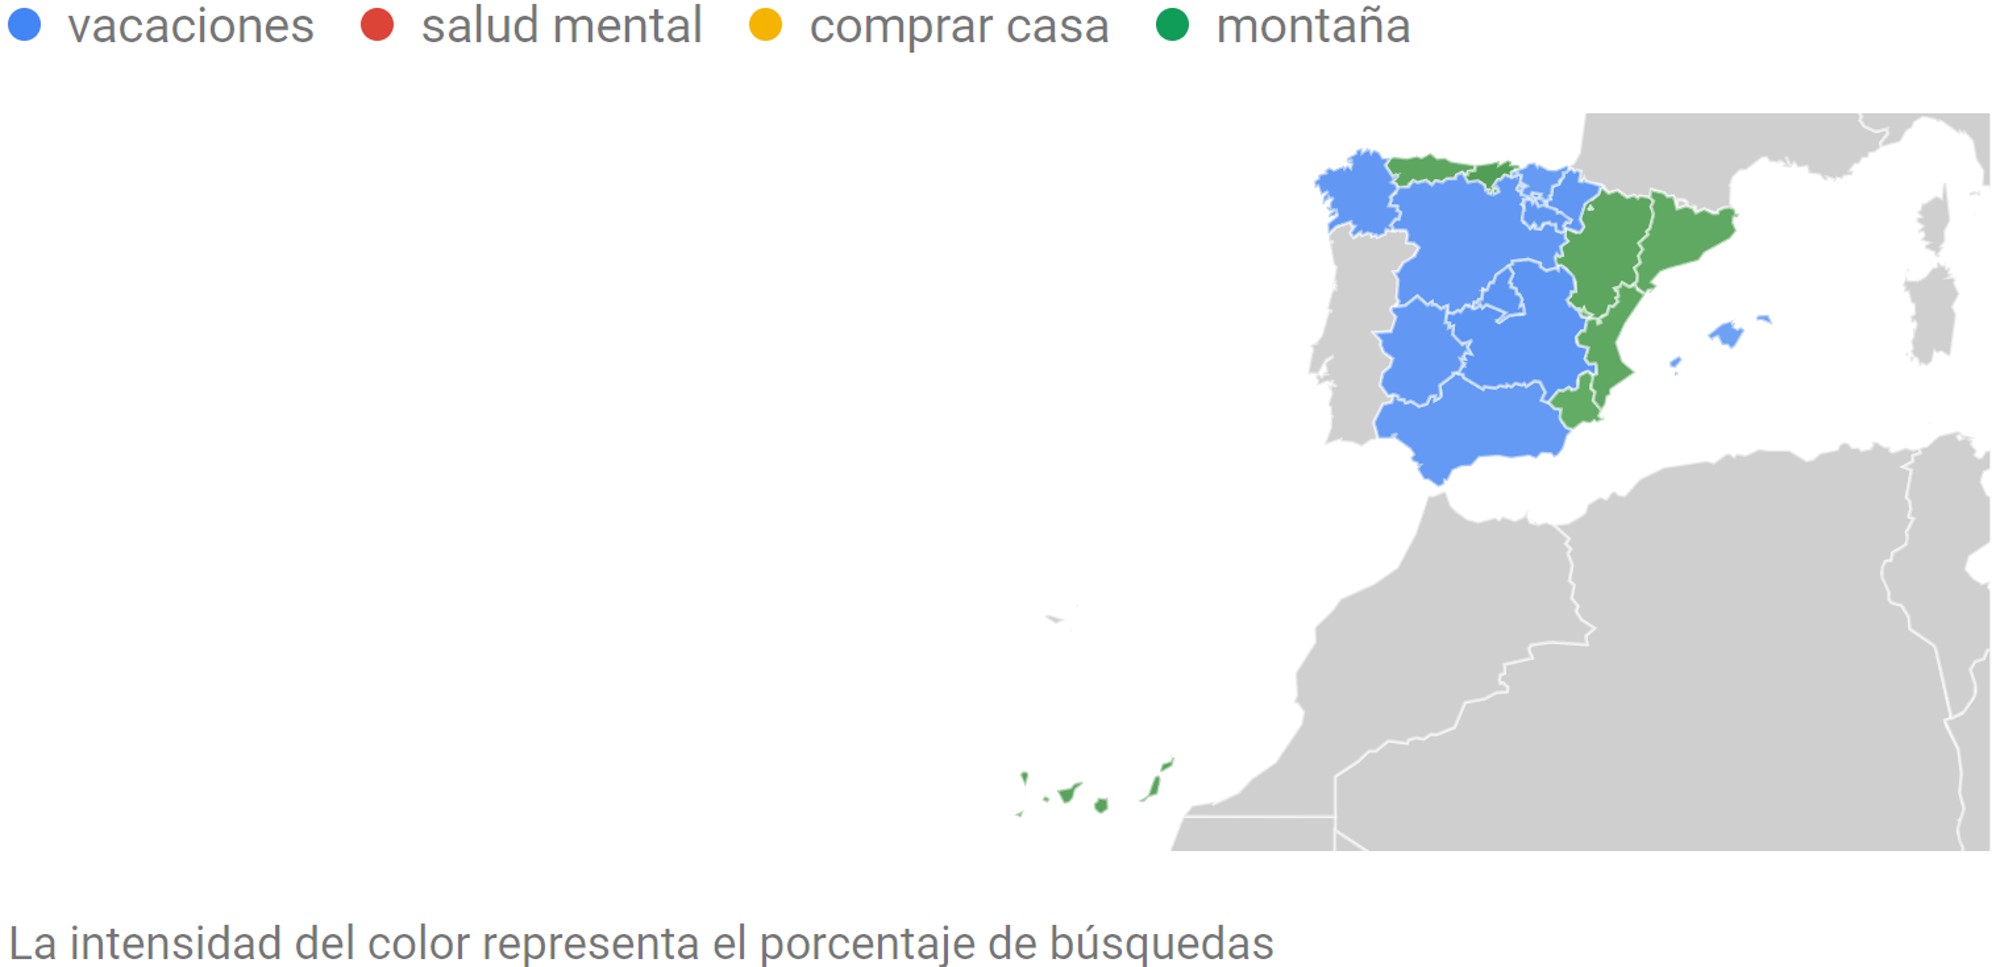 vacaciones salud mental comprar casa montaña
La intensidad del color representa el porcentaje de búsquedas